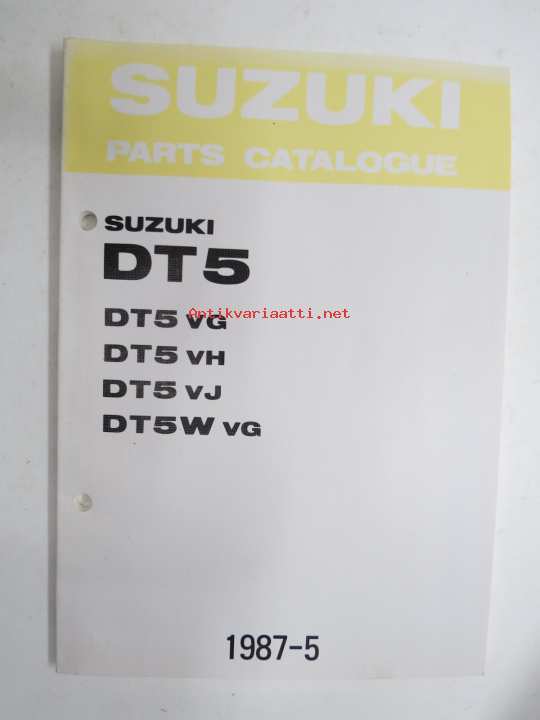 SUZUKI
PARTS CATALOGUE
SUZUKI
DT5
Antikvariaatti.net
DT5 VG
DT5 VH
DT5 VJ
DT5W VG
1987-5